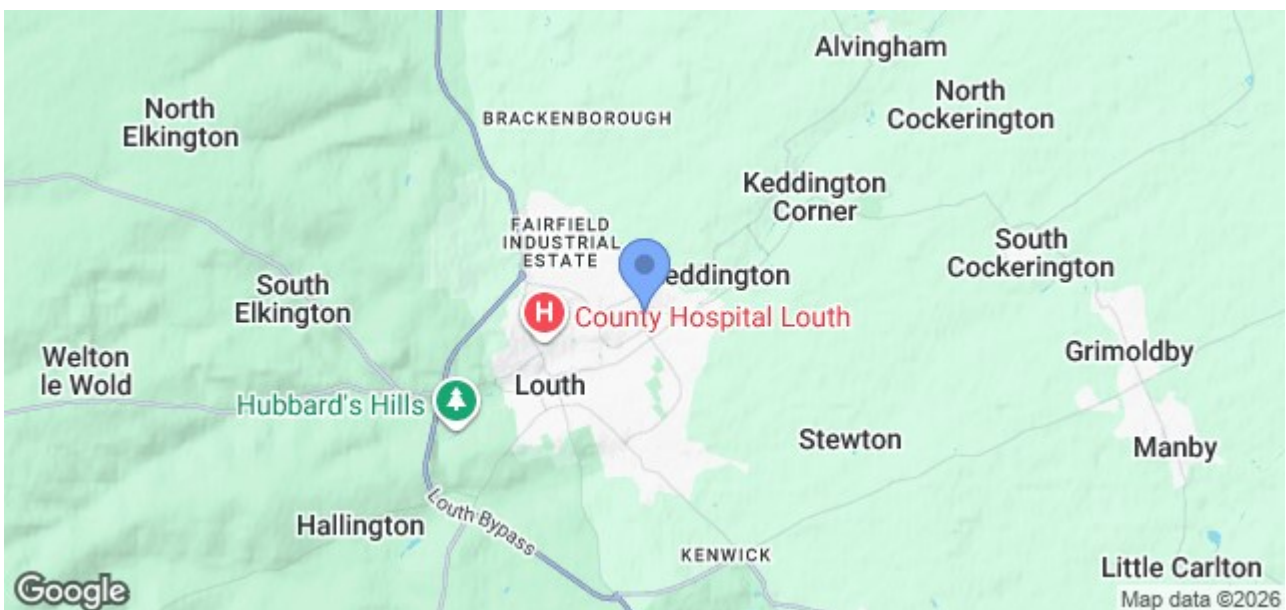 Alvingham
North
Elkington
BRACKENBOROUGH
North
Cockerington
Keddington
Corner
FAIRFIELD
INDUSTRIAL
ESTATE
South
Cockerington
eddington
South
Elkington
H
County Hospital Louth
Welton
le Wold
Grimoldby
Louth
Hubbard's Hills
Stewton
Manby
Louth Bypass
Hallington
KENWICK
Little Carlton
Google
Map data ©2026